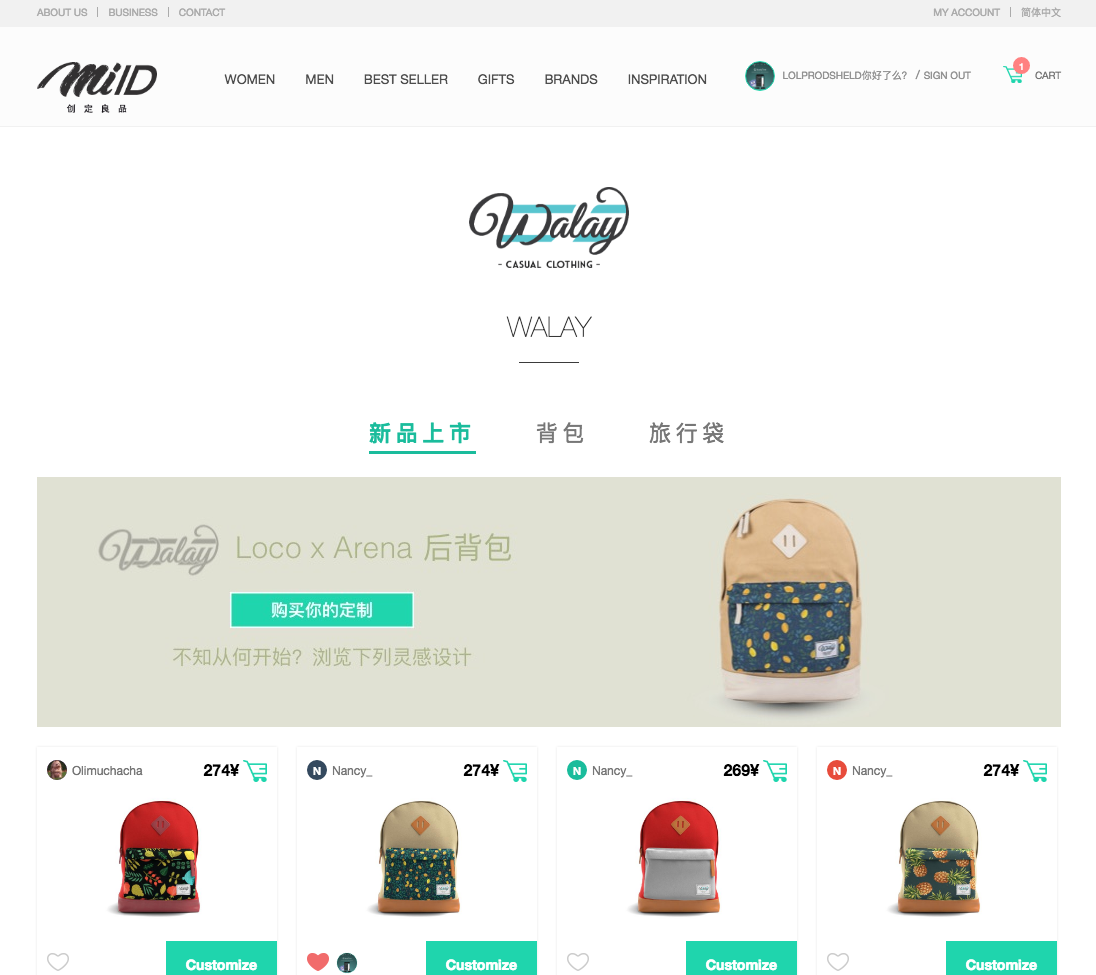 ABOUT US | BUSINESS | CONTACT
MY ACCOUNT | 简体中文
MiiD
创定良品
WOMEN MEN BEST SELLER GIFTS BRANDS INSPIRATION
LOLPRODSHELD你好了么? / SIGN OUT
1
CART
Walay
- CASUAL CLOTHING -
WALAY
新品上市 背包 旅行袋
Walay Loco x Arena 后背包
购买你的定制
不知从何开始？浏览下列灵感设计
Walay
Olimuchacha 274¥
N Nancy_ 274¥
N Nancy_ 269¥
N Nancy_ 274¥
Customize
Customize
Customize
Customize